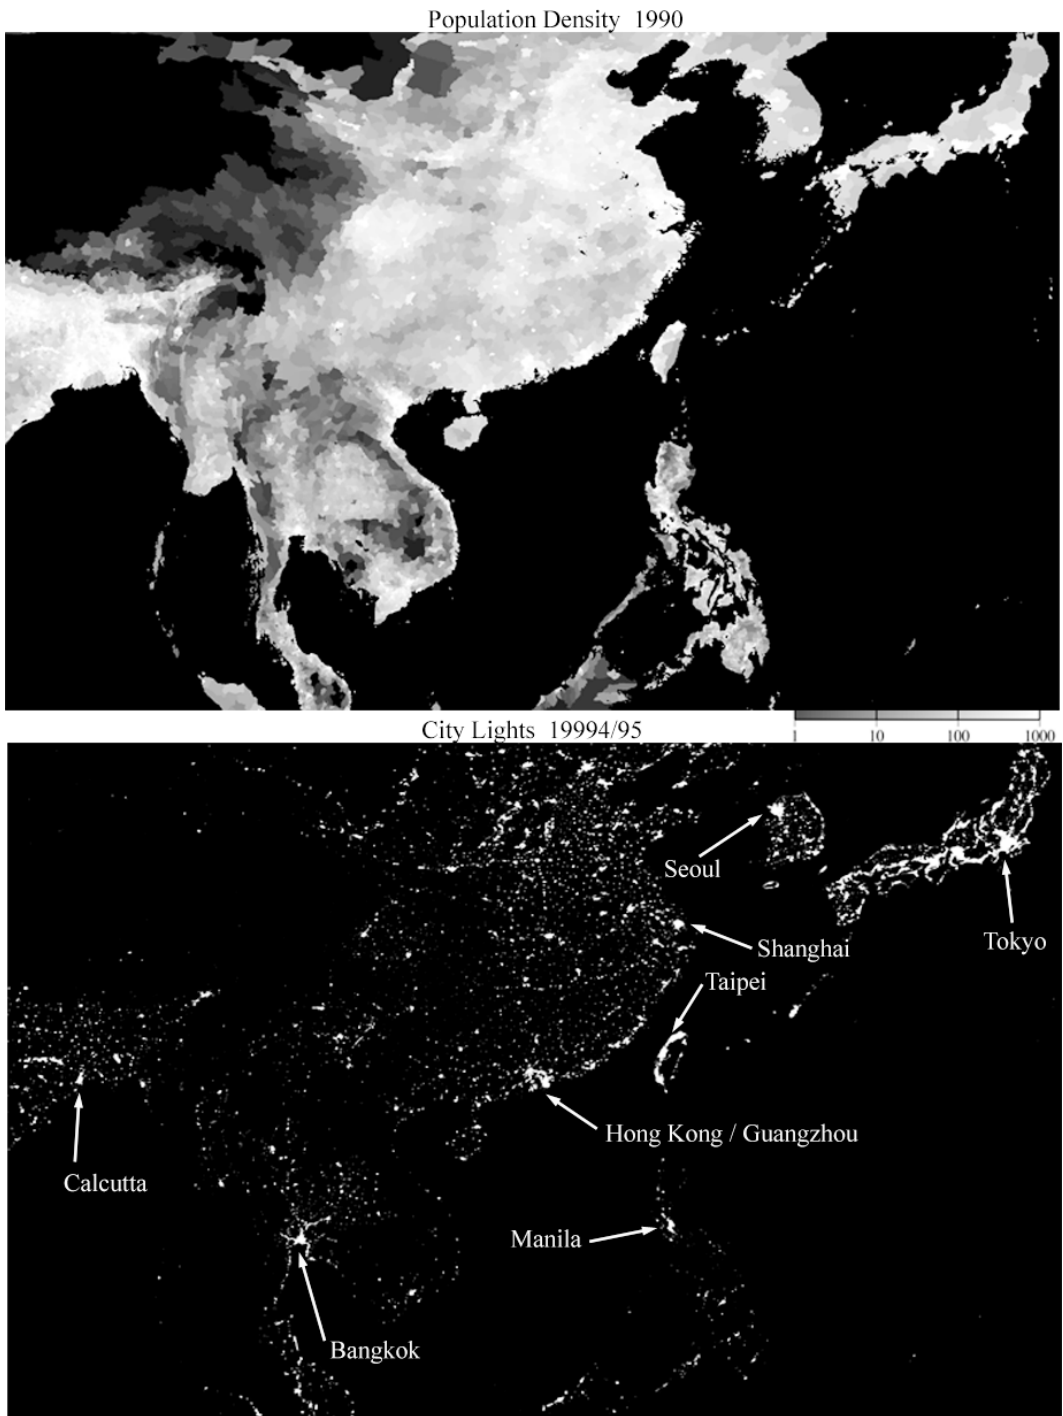 Population Density 1990
City Lights 19994/95
1 10 100 1000
Seoul
Shanghai
Tokyo
Taipei
Hong Kong / Guangzhou
Calcutta
Manila
Bangkok